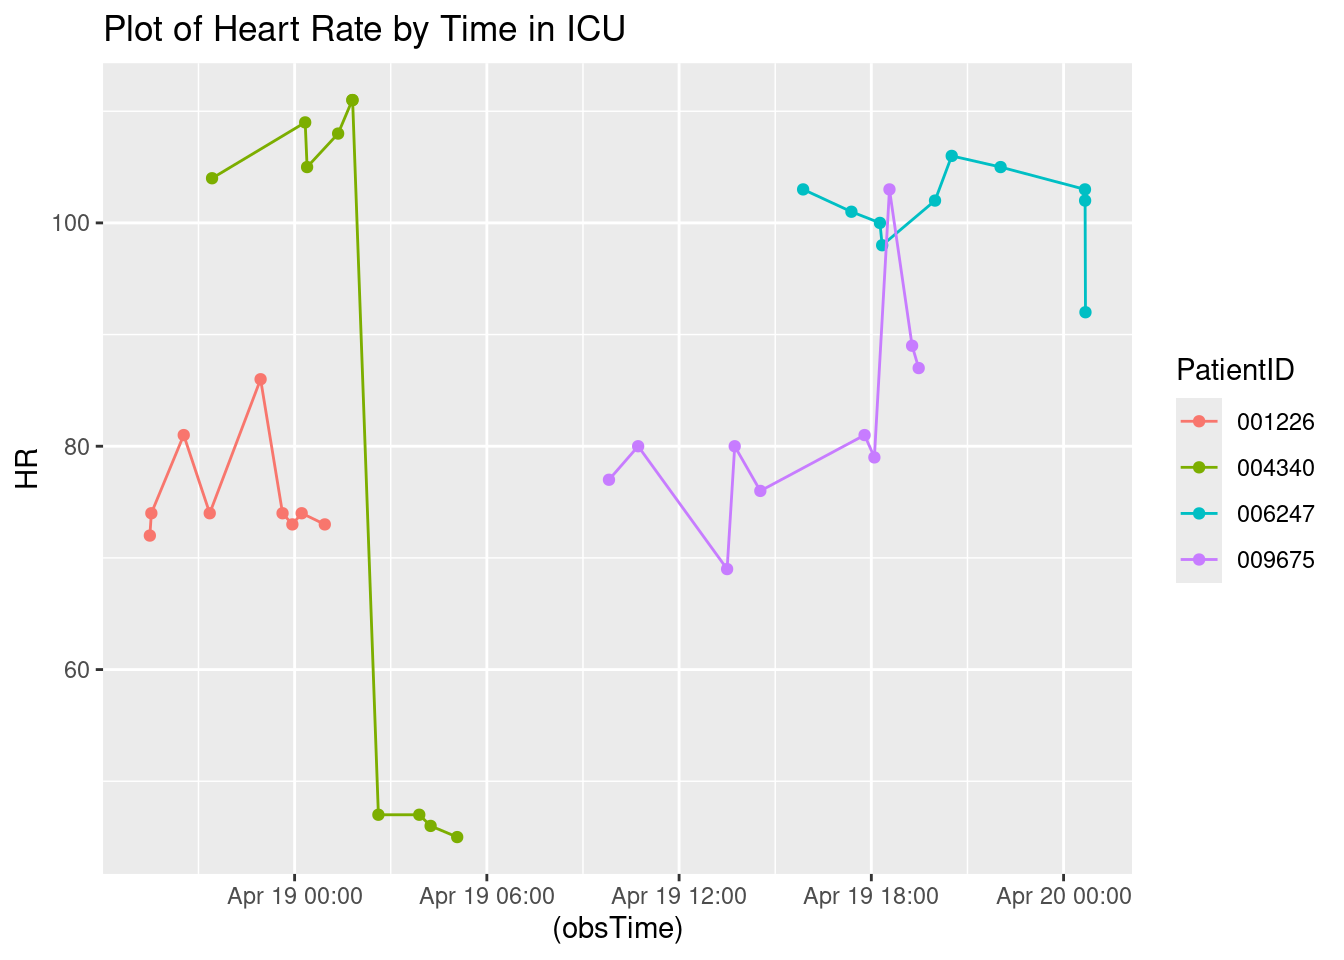 Plot of Heart Rate by Time in ICU
HR
100
80
60
Apr 19 00:00
Apr 19 06:00
Apr 19 12:00
Apr 19 18:00
Apr 20 00:00
(obsTime)
PatientID
001226
004340
006247
009675